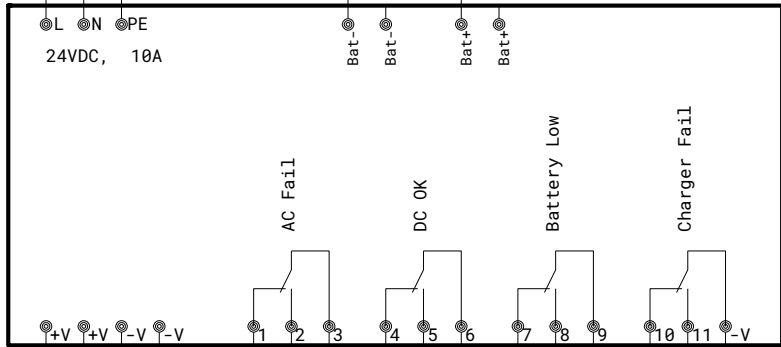 L N PE
Bat- Bat- Bat+ Bat+
24VDC, 10A
AC Fail
DC OK
Battery Low
Charger Fail
+V +V -V -V 1 2 3 4 5 6 7 8 9 10 11 -V